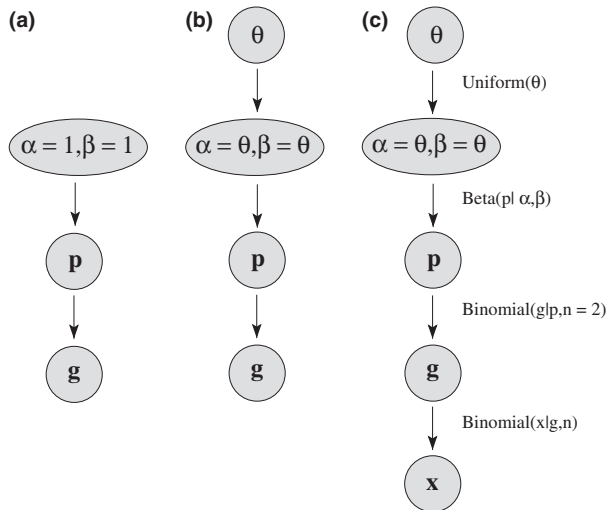 (a)
α = 1,β = 1
p
g
(b)
θ
α = θ,β = θ
p
g
(c)
θ
Uniform(θ)
α = θ,β = θ
Beta(p| α,β)
p
Binomial(g|p,n = 2)
g
Binomial(x|g,n)
x